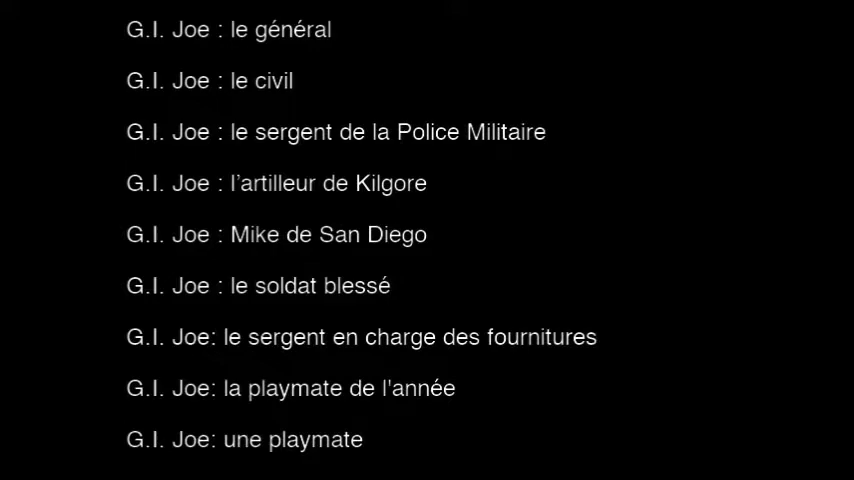 G.I. Joe : le général
G.I. Joe : le civil
G.I. Joe : le sergent de la Police Militaire
G.I. Joe : l’artilleur de Kilgore
G.I. Joe : Mike de San Diego
G.I. Joe : le soldat blessé
G.I. Joe: le sergent en charge des fournitures
G.I. Joe: la playmate de l'année
G.I. Joe: une playmate